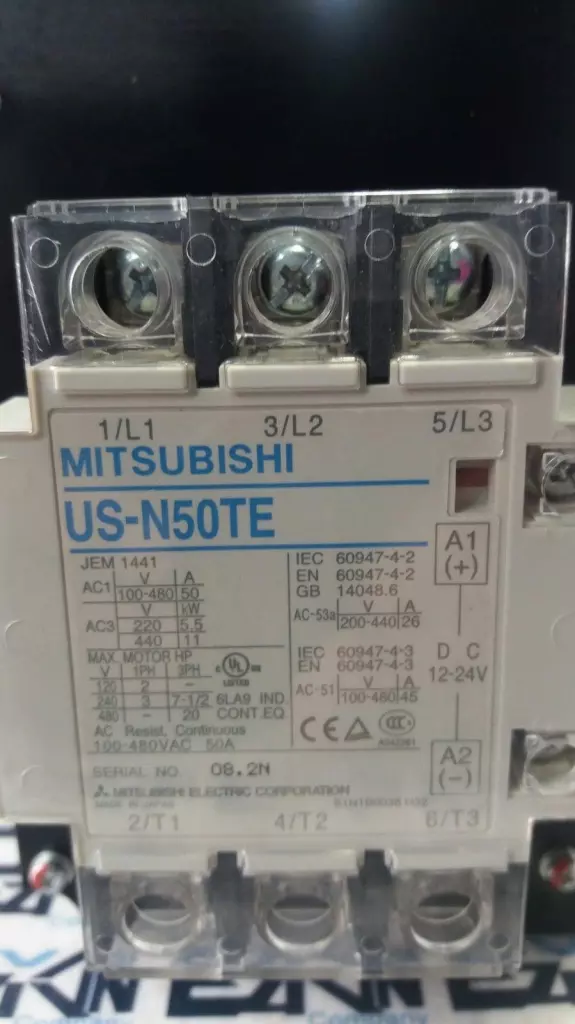 1/L1 3/L2 5/L3
MITSUBISHI
US-N50TE
JEM 1441
V A
AC1 100-480 50
V kW
AC3 220 5.5
440 11
MAX. MOTOR HP
V 1PH 3PH
120 2 -
240 3 7-1/2
480 - 20
UL
LISTED
6LA9 IND.
CONT.EQ
AC Resist, Continuous
100-480VAC 50A
IEC 60947-4-2
EN 60947-4-2
GB 14048.6
V A
AC-53a 200-440 26
IEC 60947-4-3
EN 60947-4-3
V A
AC-51 100-480 45
CE
A1
(+)
D C
12-24V
A2
(-)
SERIAL NO. 08.2N
MITSUBISHI ELECTRIC CORPORATION
MADE IN JAPAN
2/T1 4/T2 6/T3